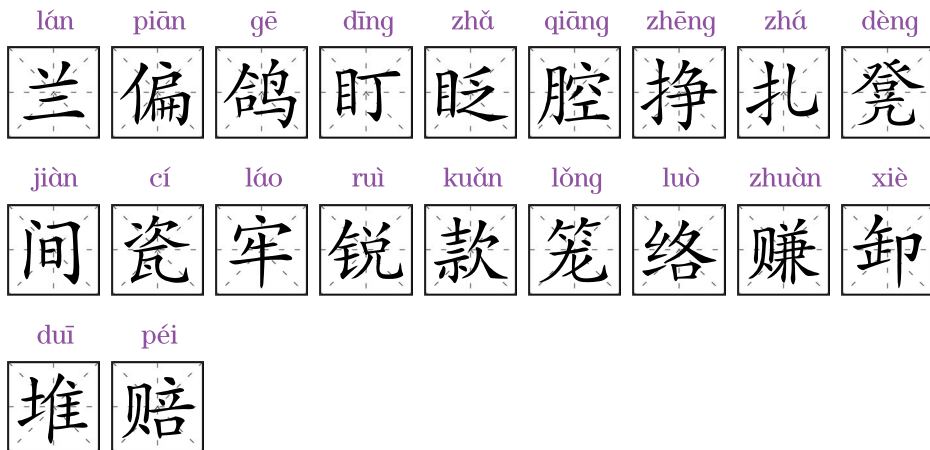 lán piān gē dīng zhǎ qiāng zhēng zhá dèng
兰 偏 鸽 盯 眨 腔 挣 扎 凳
jiàn cí láo ruì kuǎn lǒng luò zhuàn xiè
间 瓷 牢 锐 款 笼 络 赚 卸
duī péi
堆 赔